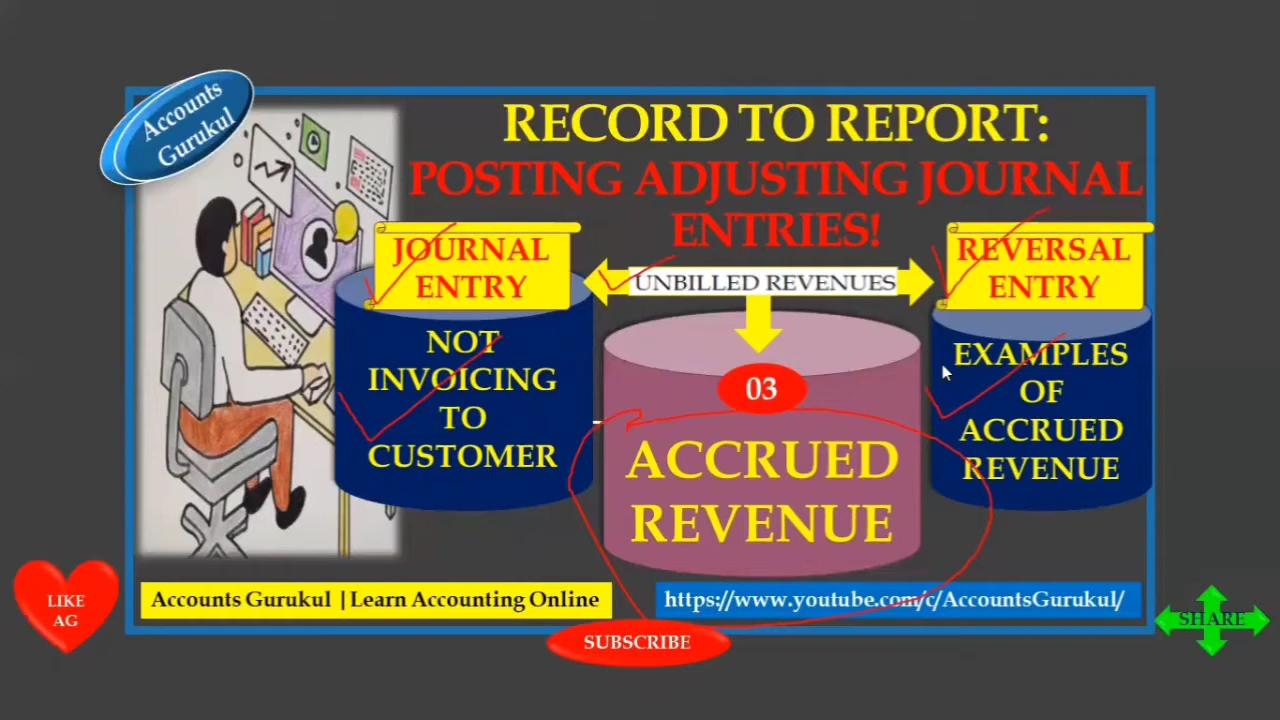 Accounts
Gurukul
RECORD TO REPORT:
POSTING ADJUSTING JOURNAL
ENTRIES!
JOURNAL
ENTRY
UNBILLED REVENUES
REVERSAL
ENTRY
NOT
INVOICING
TO
CUSTOMER
03
ACCRUED
REVENUE
EXAMPLES
OF
ACCRUED
REVENUE
Accounts Gurukul |Learn Accounting Online
https://www.youtube.com/c/AccountsGurukul/
LIKE
AG
SUBSCRIBE
SHARE